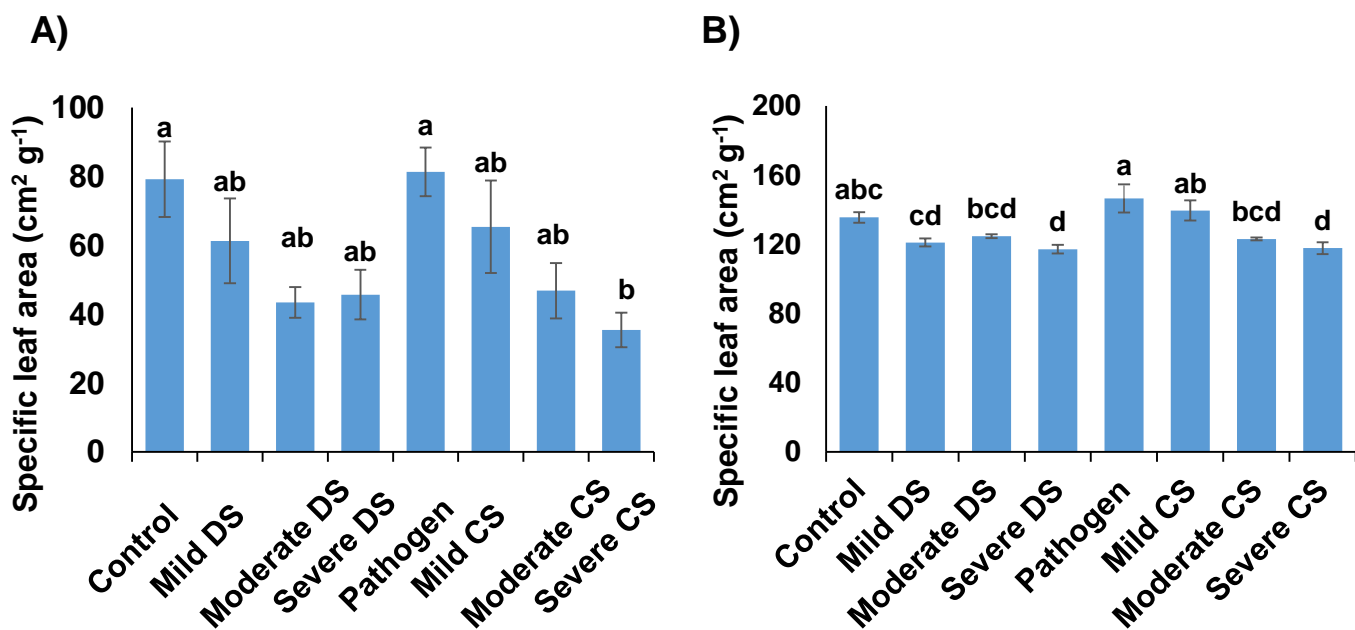 A)
Specific leaf area (cm² g⁻¹)
100
80
60
40
20
0
a
ab
ab
ab
a
ab
ab
b
Control
Mild DS
Moderate DS
Severe DS
Pathogen
Mild CS
Moderate CS
Severe CS
B)
Specific leaf area (cm² g⁻¹)
200
160
120
80
40
0
abc
cd
bcd
d
a
ab
bcd
d
Control
Mild DS
Moderate DS
Severe DS
Pathogen
Mild CS
Moderate CS
Severe CS